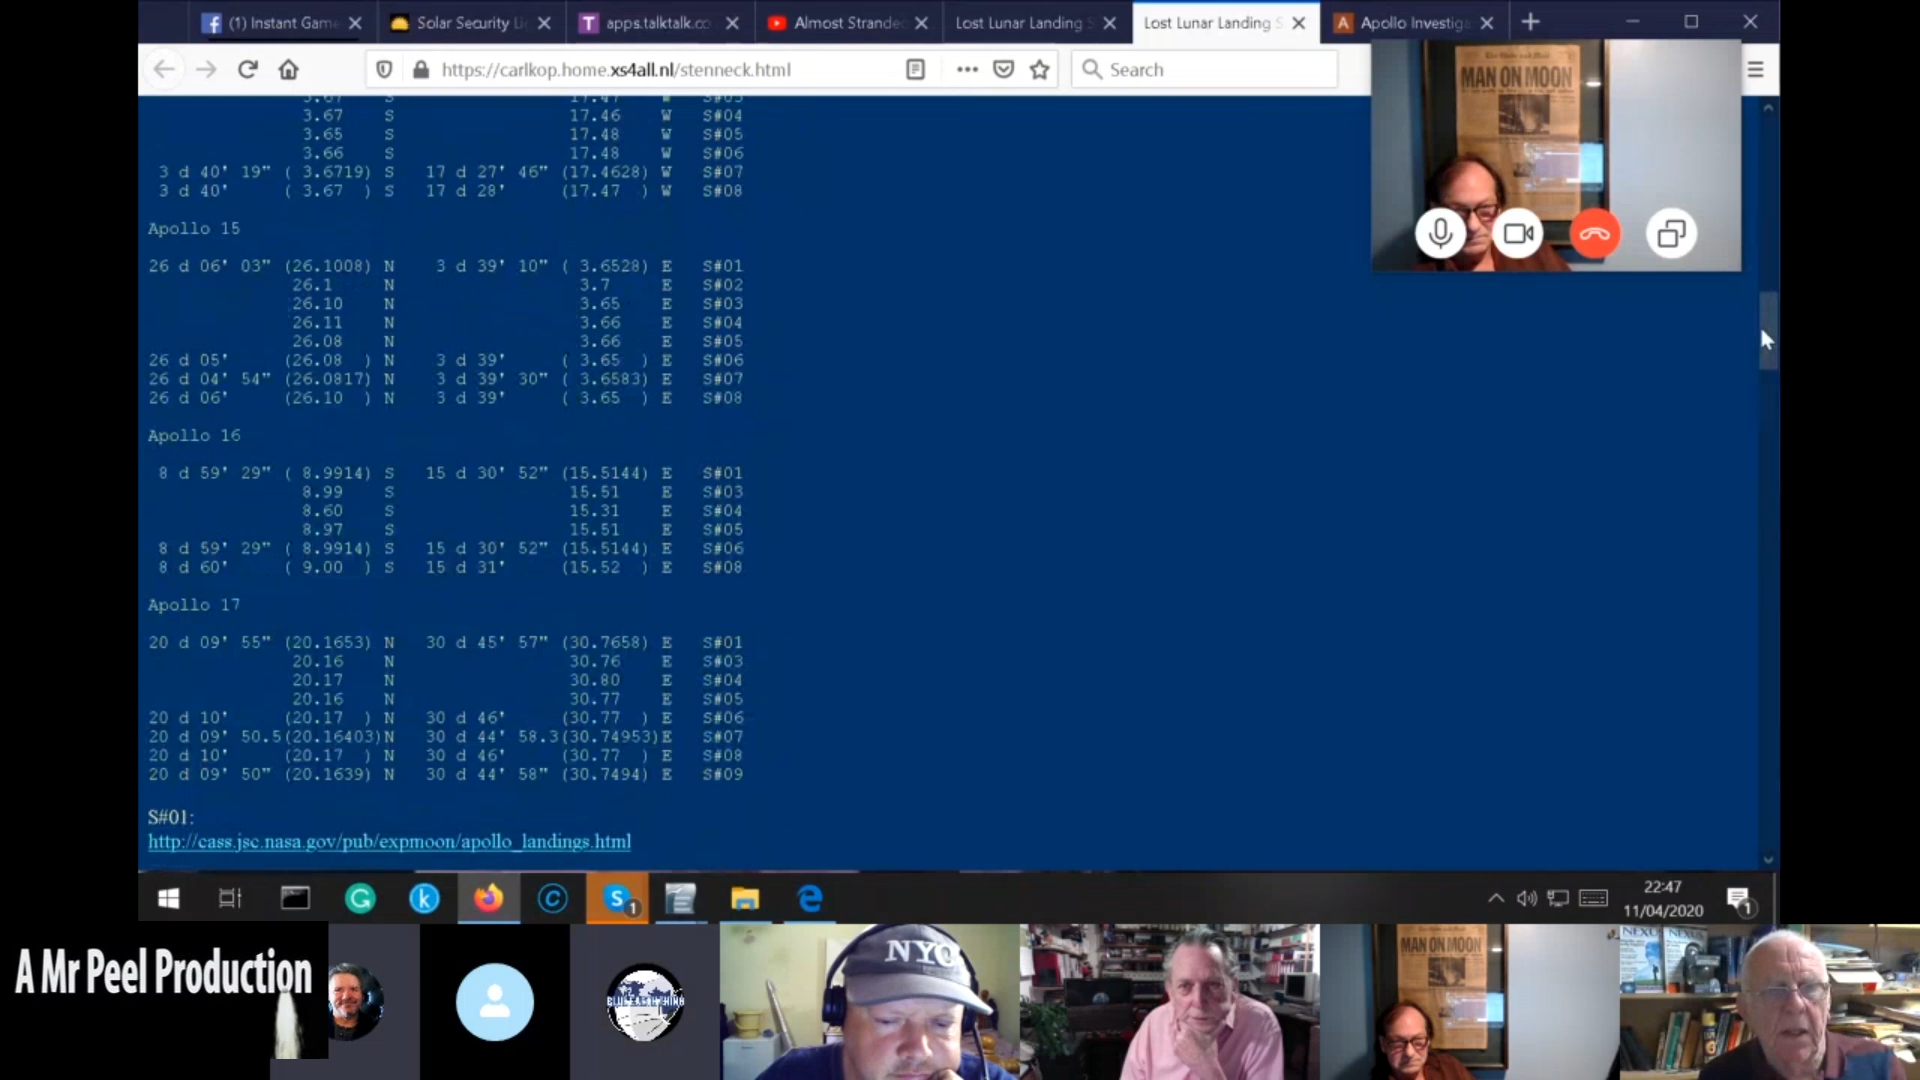 (1) Instant Game
Solar Security Li
apps.talktalk.co
Almost Strande
Lost Lunar Landing S
Lost Lunar Landing S
Apollo Investiga
https://carlkop.home.xs4all.nl/stenneck.html
Search
3.67 S 17.47 W S#03
3.67 S 17.46 W S#04
3.65 S 17.48 W S#05
3.66 S 17.48 W S#06
3 d 40' 19" ( 3.6719) S 17 d 27' 46" (17.4628) W S#07
3 d 40' ( 3.67 ) S 17 d 28' (17.47 ) W S#08
Apollo 15
26 d 06' 03" (26.1008) N 3 d 39' 10" ( 3.6528) E S#01
26.1 N 3.7 E S#02
26.10 N 3.65 E S#03
26.11 N 3.66 E S#04
26.08 N 3.66 E S#05
26 d 05' (26.08 ) N 3 d 39' ( 3.65 ) E S#06
26 d 04' 54" (26.0817) N 3 d 39' 30" ( 3.6583) E S#07
26 d 06' (26.10 ) N 3 d 39' ( 3.65 ) E S#08
Apollo 16
8 d 59' 29" ( 8.9914) S 15 d 30' 52" (15.5144) E S#01
8.99 S 15.51 E S#03
8.60 S 15.31 E S#04
8.97 S 15.51 E S#05
8 d 59' 29" ( 8.9914) S 15 d 30' 52" (15.5144) E S#06
8 d 60' ( 9.00 ) S 15 d 31' (15.52 ) E S#08
Apollo 17
20 d 09' 55" (20.1653) N 30 d 45' 57" (30.7658) E S#01
20.16 N 30.76 E S#03
20.17 N 30.80 E S#04
20.16 N 30.77 E S#05
20 d 10' (20.17 ) N 30 d 46' (30.77 ) E S#06
20 d 09' 50.5(20.16403)N 30 d 44' 58.3(30.74953)E S#07
20 d 10' (20.17 ) N 30 d 46' (30.77 ) E S#08
20 d 09' 50" (20.1639) N 30 d 44' 58" (30.7494) E S#09
S#01:
http://cass.jsc.nasa.gov/pub/expmoon/apollo_landings.html
MAN ON MOON
22:47
11/04/2020
1
1
A Mr Peel Production
NYC
MAN ON MOON
NEXUS